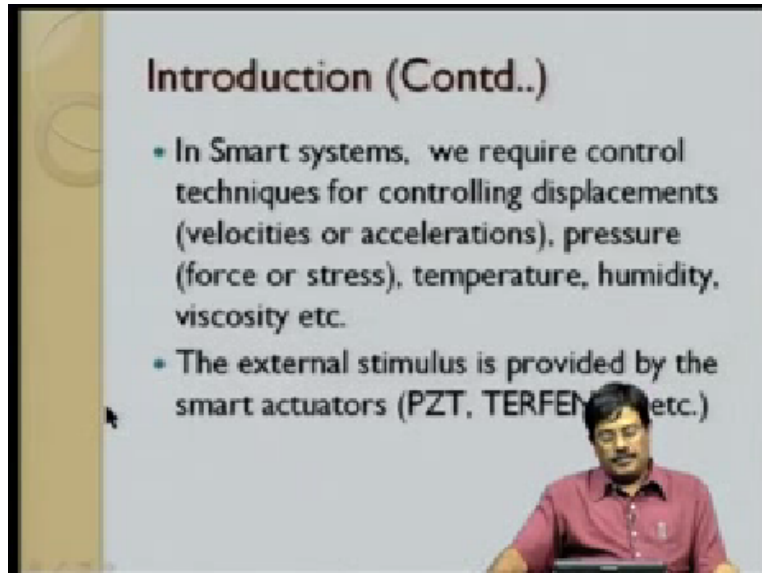 Introduction (Contd..)
• In Smart systems, we require control
techniques for controlling displacements
(velocities or accelerations), pressure
(force or stress), temperature, humidity,
viscosity etc.
• The external stimulus is provided by the
smart actuators (PZT, etc.)